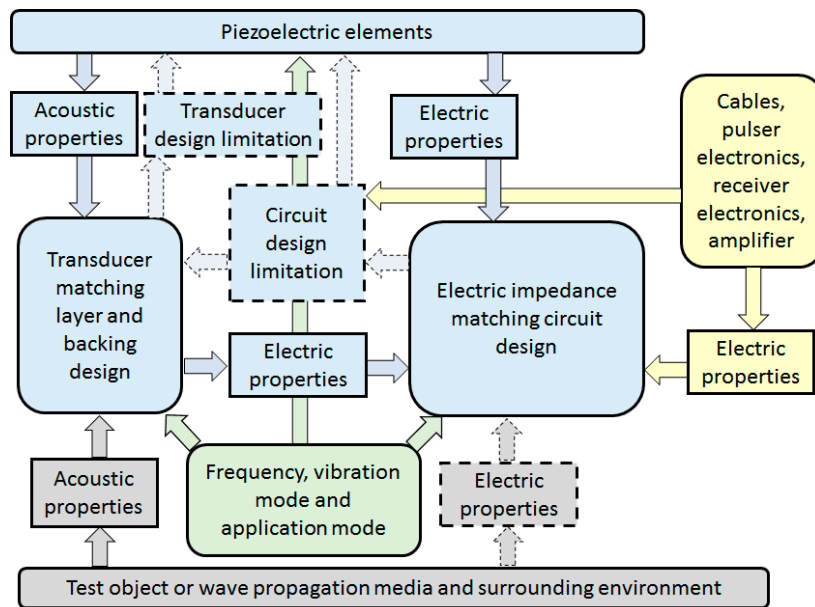 Piezoelectric elements
Acoustic
properties
Transducer
design limitation
Electric
properties
Cables,
pulser
electronics,
receiver
electronics,
amplifier
Circuit
design
limitation
Transducer
matching
layer and
backing
design
Electric impedance
matching circuit
design
Electric
properties
Electric
properties
Acoustic
properties
Frequency, vibration
mode and
application mode
Electric
properties
Test object or wave propagation media and surrounding environment